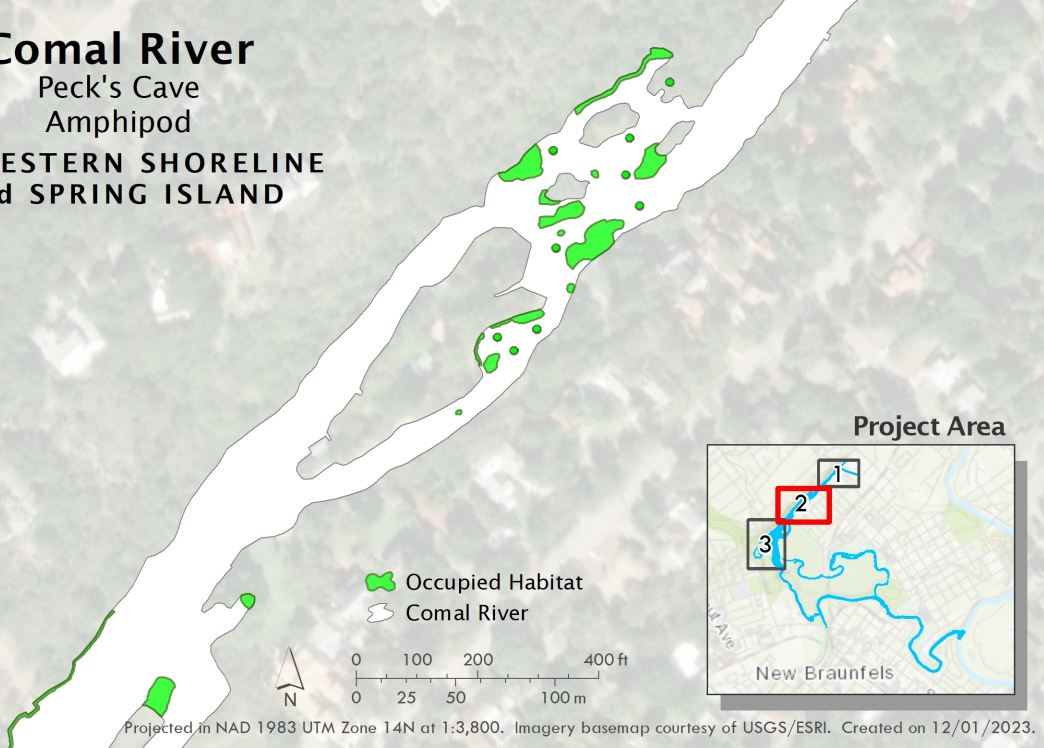 Comal River
Peck's Cave
Amphipod
ESTERN SHORELINE
d SPRING ISLAND
Project Area
1
2
3
ut Ave
New Braunfels
Occupied Habitat
Comal River
0 100 200 400 ft
0 25 50 100 m
N
Projected in NAD 1983 UTM Zone 14N at 1:3,800. Imagery basemap courtesy of USGS/ESRI. Created on 12/01/2023.